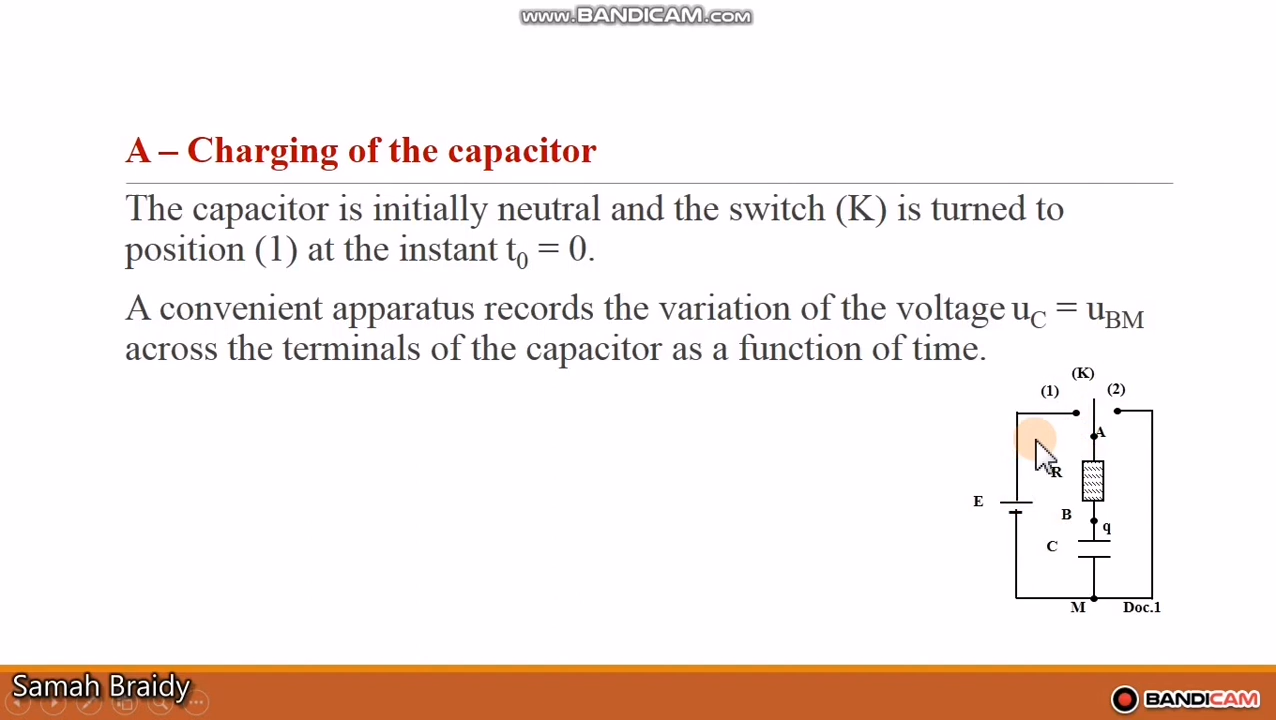 www.BANDICAM.com
A – Charging of the capacitor
The capacitor is initially neutral and the switch (K) is turned to
position (1) at the instant t₀ = 0.
A convenient apparatus records the variation of the voltage u_C = u_BM
across the terminals of the capacitor as a function of time.
(K)
(1) (2)
A
R
E
B
q
C
M Doc.1
Samah Braidy
BANDICAM